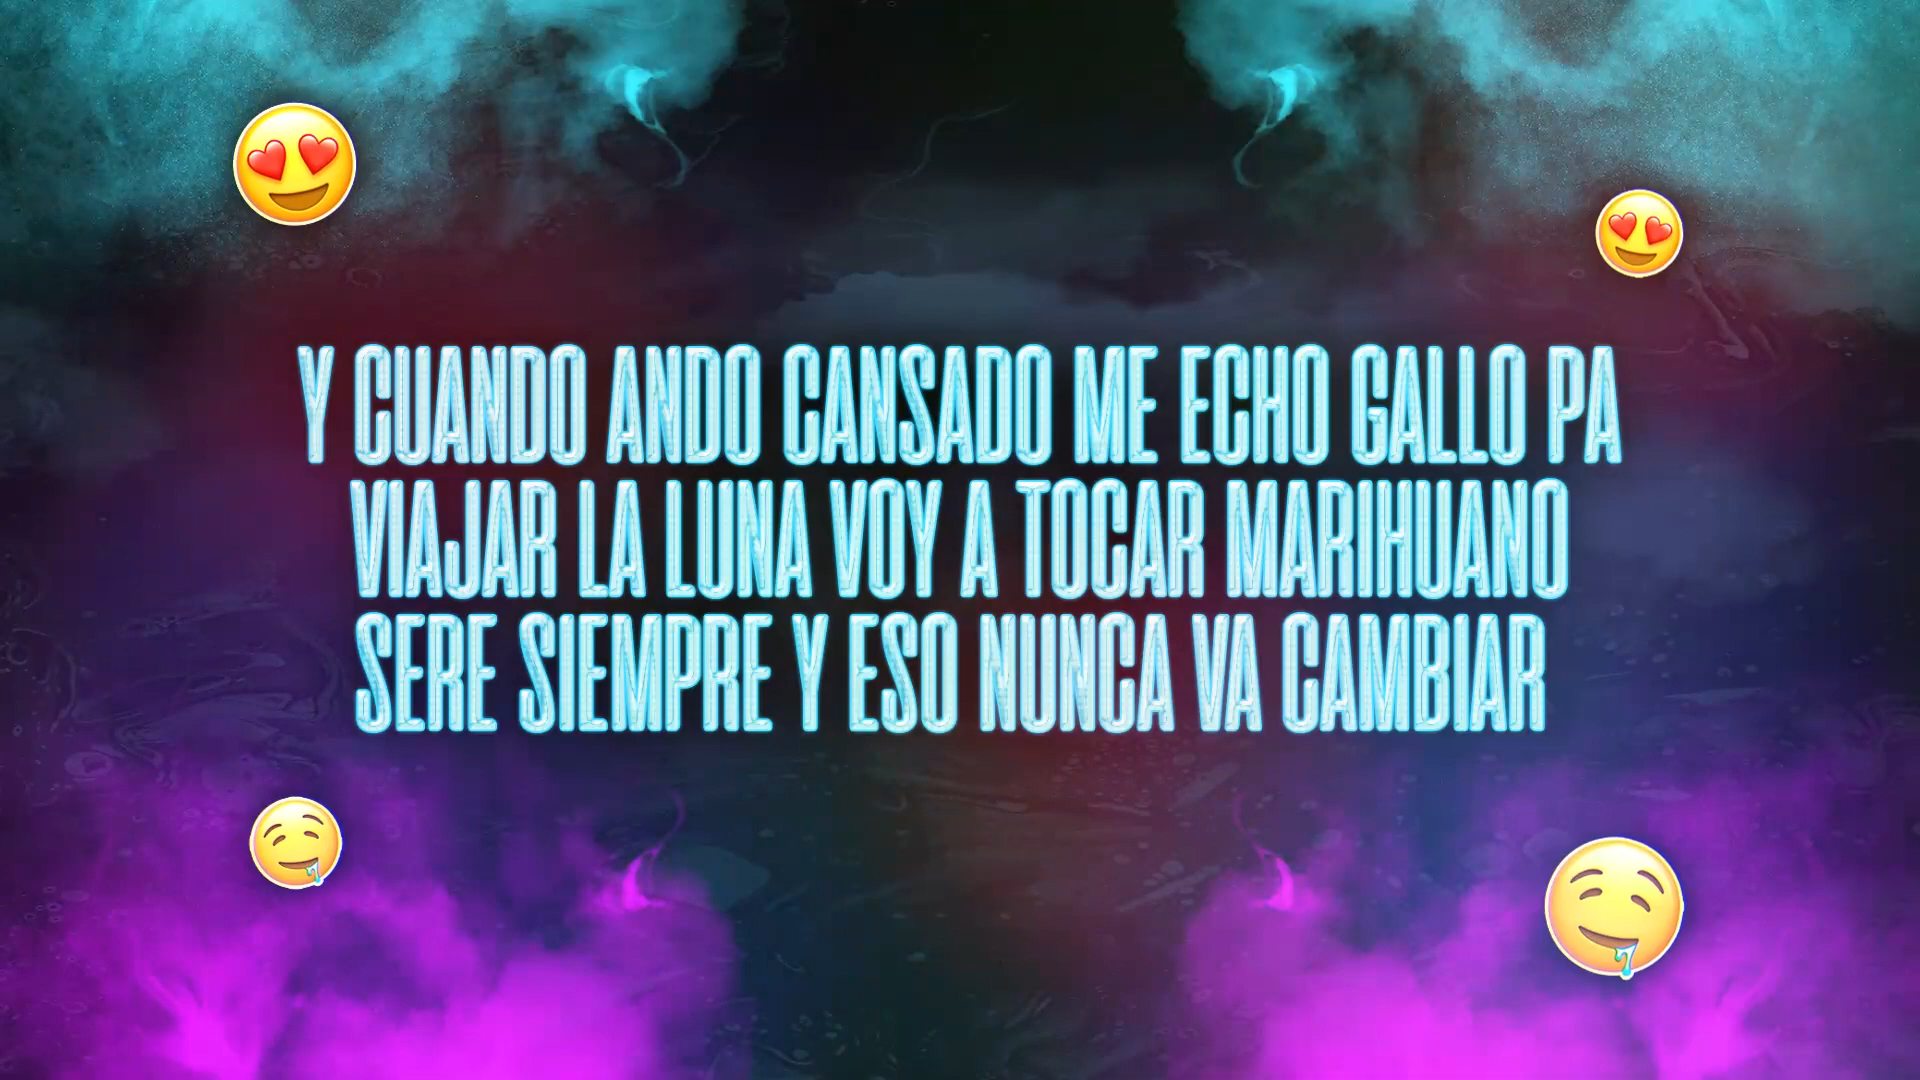 Y CUANDO ANDO CANSADO ME ECHO GALLO PA
VIAJAR LA LUNA VOY A TOCAR MARIHUANO
SERE SIEMPRE Y ESO NUNCA VA CAMBIAR